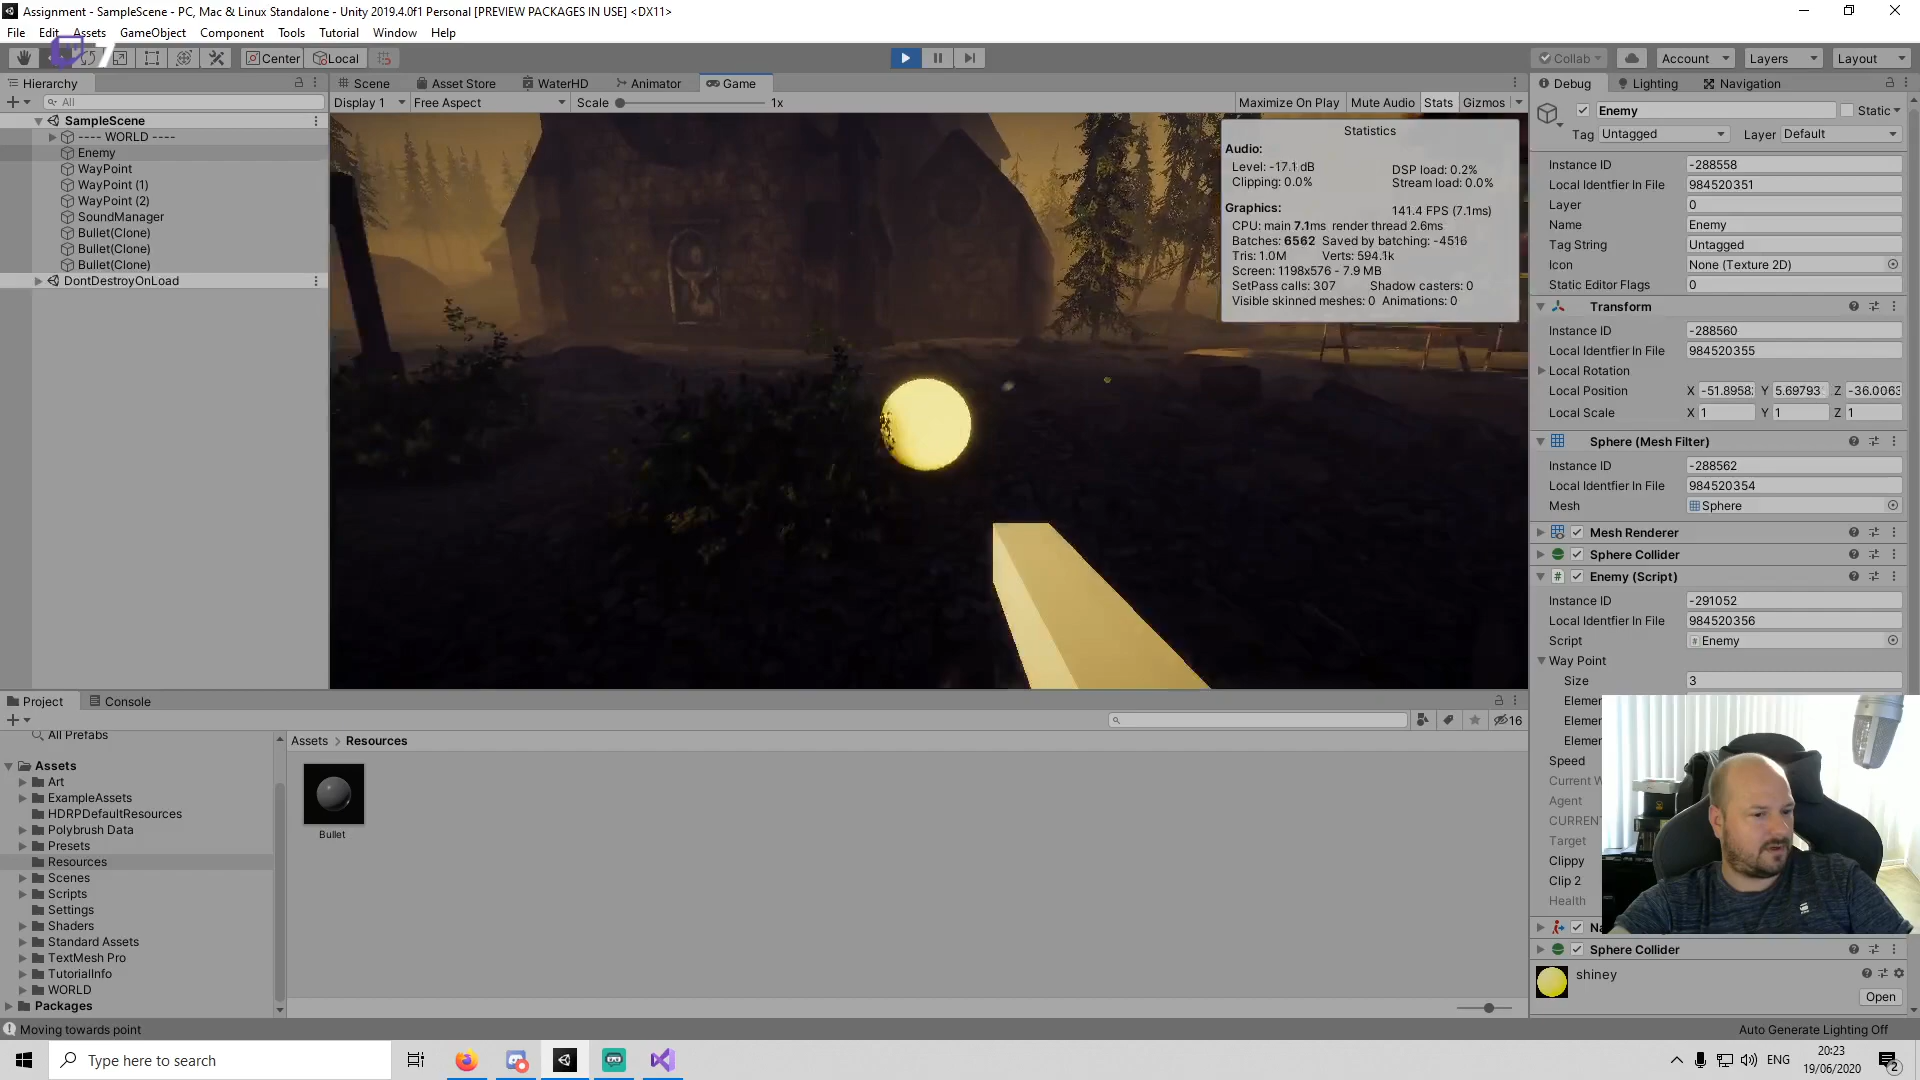 Assignment - SampleScene - PC, Mac & Linux Standalone - Unity 2019.4.0f1 Personal [PREVIEW PACKAGES IN USE] <DX11>
File Edit Assets GameObject Component Tools Tutorial Window Help
7 Center Local Collab Account Layers Layout
Hierarchy Scene Asset Store WaterHD Animator Game Debug Lighting Navigation
All Display 1 Free Aspect Scale 1x Maximize On Play Mute Audio Stats Gizmos Enemy Static
SampleScene
---- WORLD ----
Enemy
WayPoint
WayPoint (1)
WayPoint (2)
SoundManager
Bullet(Clone)
Bullet(Clone)
Bullet(Clone)
DontDestroyOnLoad
Statistics
Audio:
Level: -17.1 dB DSP load: 0.2%
Clipping: 0.0% Stream load: 0.0%
Graphics: 141.4 FPS (7.1ms)
CPU: main 7.1ms render thread 2.6ms
Batches: 6562 Saved by batching: -4516
Tris: 1.0M Verts: 594.1k
Screen: 1198x576 - 7.9 MB
SetPass calls: 307 Shadow casters: 0
Visible skinned meshes: 0 Animations: 0
Tag Untagged Layer Default
Instance ID -288558
Local Identfier In File 984520351
Layer 0
Name Enemy
Tag String Untagged
Icon None (Texture 2D)
Static Editor Flags 0
Transform
Instance ID -288560
Local Identfier In File 984520355
Local Rotation
Local Position X -51.8958 Y 5.69793 Z -36.0063
Local Scale X 1 Y 1 Z 1
Sphere (Mesh Filter)
Instance ID -288562
Local Identfier In File 984520354
Mesh Sphere
Mesh Renderer
Sphere Collider
Enemy (Script)
Instance ID -291052
Local Identfier In File 984520356
Script Enemy
Way Point
Size 3
Elemen
Elemen
Elemen
Speed
Current W
Agent
CURRENT
Target
Clippy
Clip 2
Health
Na
Sphere Collider
shiney
Open
Project Console
16
All Prefabs
Assets
Art
ExampleAssets
HDRPDefaultResources
Polybrush Data
Presets
Resources
Scenes
Scripts
Settings
Shaders
Standard Assets
TextMesh Pro
TutorialInfo
WORLD
Packages
Assets > Resources
Bullet
Moving towards point Auto Generate Lighting Off
Type here to search ENG 20:23
19/06/2020
2